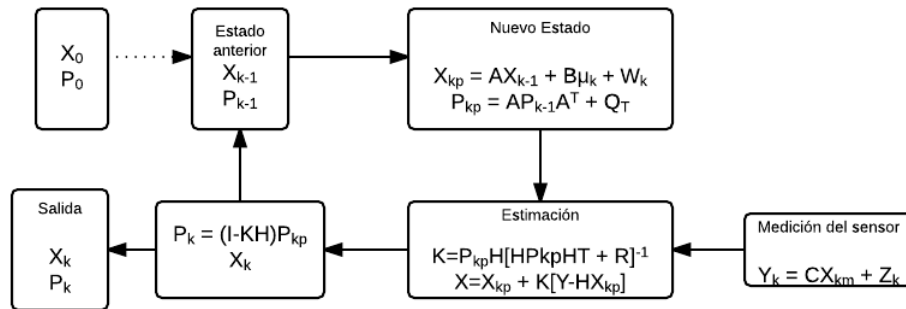 X₀
P₀
Estado
anterior
Xₖ₋₁
Pₖ₋₁
Nuevo Estado
Xₖₚ = AXₖ₋₁ + Bμₖ + Wₖ
Pₖₚ = APₖ₋₁Aᵀ + Q_T
Salida
Xₖ
Pₖ
Pₖ = (I-KH)Pₖₚ
Xₖ
Estimación
K=PₖₚH[HPkpHT + R]⁻¹
X=Xₖₚ + K[Y-HXₖₚ]
Medición del sensor
Yₖ = CXₖₘ + Zₖ